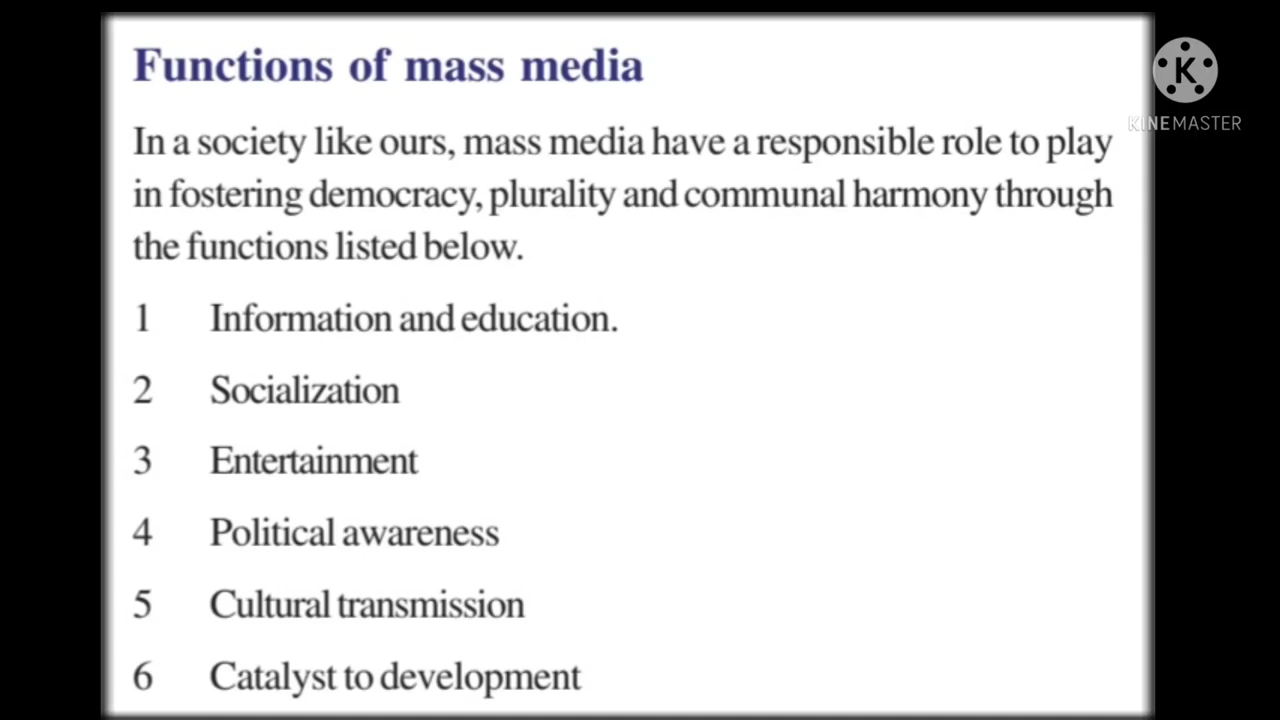 Functions of mass media
K
KINEMASTER
In a society like ours, mass media have a responsible role to play
in fostering democracy, plurality and communal harmony through
the functions listed below.
1 Information and education.
2 Socialization
3 Entertainment
4 Political awareness
5 Cultural transmission
6 Catalyst to development